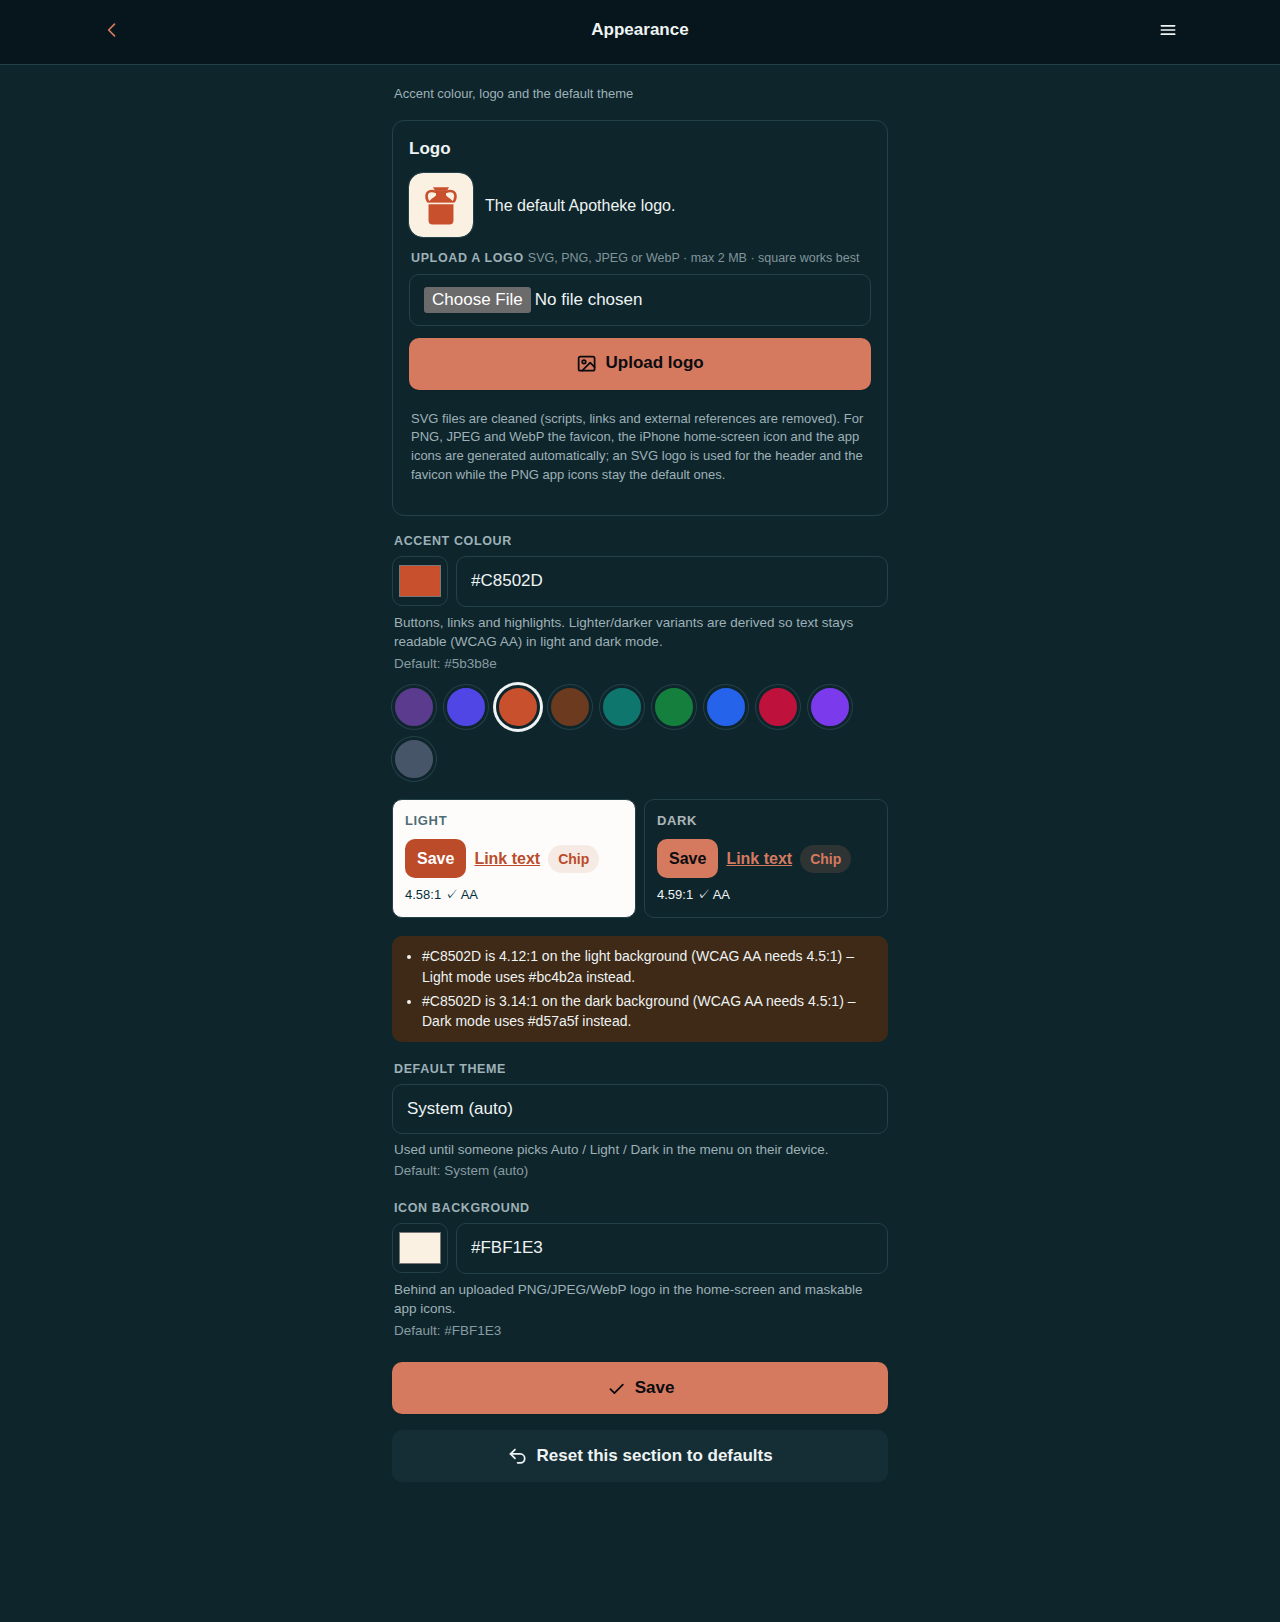 Appearance
Accent colour, logo and the default theme
Logo
The default Apotheke logo.
UPLOAD A LOGO SVG, PNG, JPEG or WebP · max 2 MB · square works best
Choose File No file chosen
Upload logo
SVG files are cleaned (scripts, links and external references are removed). For
PNG, JPEG and WebP the favicon, the iPhone home-screen icon and the app
icons are generated automatically; an SVG logo is used for the header and the
favicon while the PNG app icons stay the default ones.
ACCENT COLOUR
#C8502D
Buttons, links and highlights. Lighter/darker variants are derived so text stays
readable (WCAG AA) in light and dark mode.
Default: #5b3b8e
LIGHT
Save Link text Chip
4.58:1 ✓ AA
DARK
Save Link text Chip
4.59:1 ✓ AA
• #C8502D is 4.12:1 on the light background (WCAG AA needs 4.5:1) –
Light mode uses #bc4b2a instead.
• #C8502D is 3.14:1 on the dark background (WCAG AA needs 4.5:1) –
Dark mode uses #d57a5f instead.
DEFAULT THEME
System (auto)
Used until someone picks Auto / Light / Dark in the menu on their device.
Default: System (auto)
ICON BACKGROUND
#FBF1E3
Behind an uploaded PNG/JPEG/WebP logo in the home-screen and maskable
app icons.
Default: #FBF1E3
Save
Reset this section to defaults